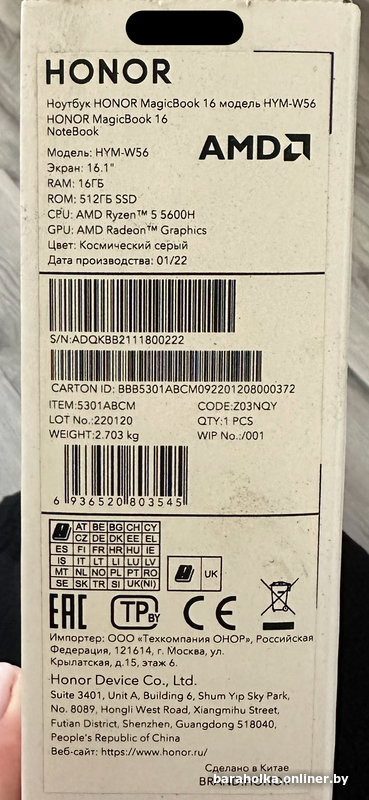 HONOR
Ноутбук HONOR MagicBook 16 модель HYM-W56
HONOR MagicBook 16
NoteBook
Модель: HYM-W56
AMD
Экран: 16.1"
RAM: 16ГБ
ROM: 512ГБ SSD
CPU: AMD Ryzen™ 5 5600H
GPU: AMD Radeon™ Graphics
Цвет: Космический серый
Дата производства: 01/22
S/N:ADQKBB2111800222
CARTON ID: BBB5301ABCM092201208000372
ITEM:5301ABCM CODE:Z03NQY
LOT No.:220120 QTY:1 PCS
WEIGHT:2.703 kg WIP No.:/001
6 936520 803545
AT BE BG CH CY
CZ DE DK EE EL
ES FI FR HR HU IE
IS IT LT LI LU LV
MT NL NO PL PT RO
SE SK TR SI UK(NI)
UK
EAC TP BY CE
Импортер: ООО «Техкомпания ОНОР», Российская
Федерация, 121614, г. Москва, ул.
Крылатская, д.15, этаж 6.
Honor Device Co., Ltd.
Suite 3401, Unit A, Building 6, Shum Yip Sky Park,
No. 8089, Hongli West Road, Xiangmihu Street,
Futian District, Shenzhen, Guangdong 518040,
People's Republic of China
Веб-сайт: https://www.honor.ru/
Сделано в Китае
BRAND:HONOR
baraholka.onliner.by